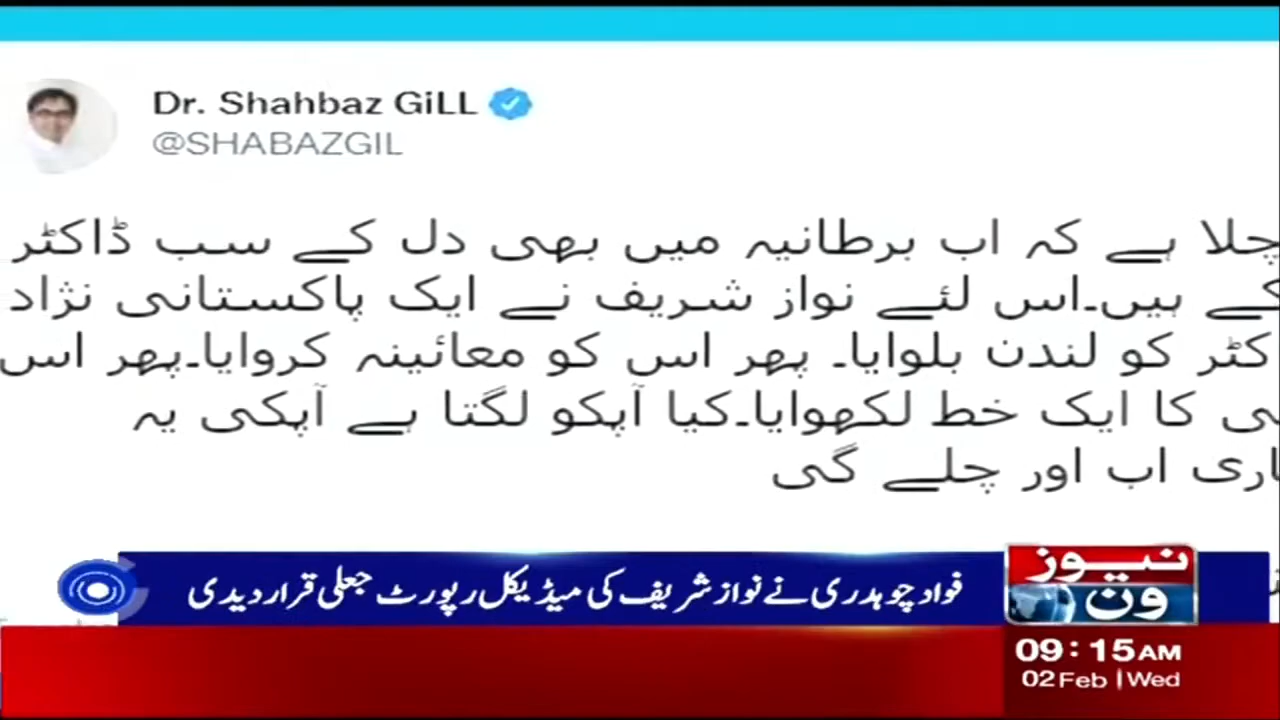 Dr. Shahbaz GiLL
@SHABAZGIL
چلا ہے کہ اب برطانیہ میں بھی دل کے سب ڈاکٹر
کے ہیں۔اس لئے نواز شریف نے ایک پاکستانی نژاد
کٹر کو لندن بلوایا۔ پھر اس کو معائینہ کروایا۔پھر اس
کا ایک خط لکھوایا۔کیا آپکو لگتا ہے آپکی یہ
اب اور چلے گی
فواد چوہدری نے نواز شریف کی میڈیکل رپورٹ جعلی قرار دیدی
نیوز
ون
09:15AM
02Feb | Wed